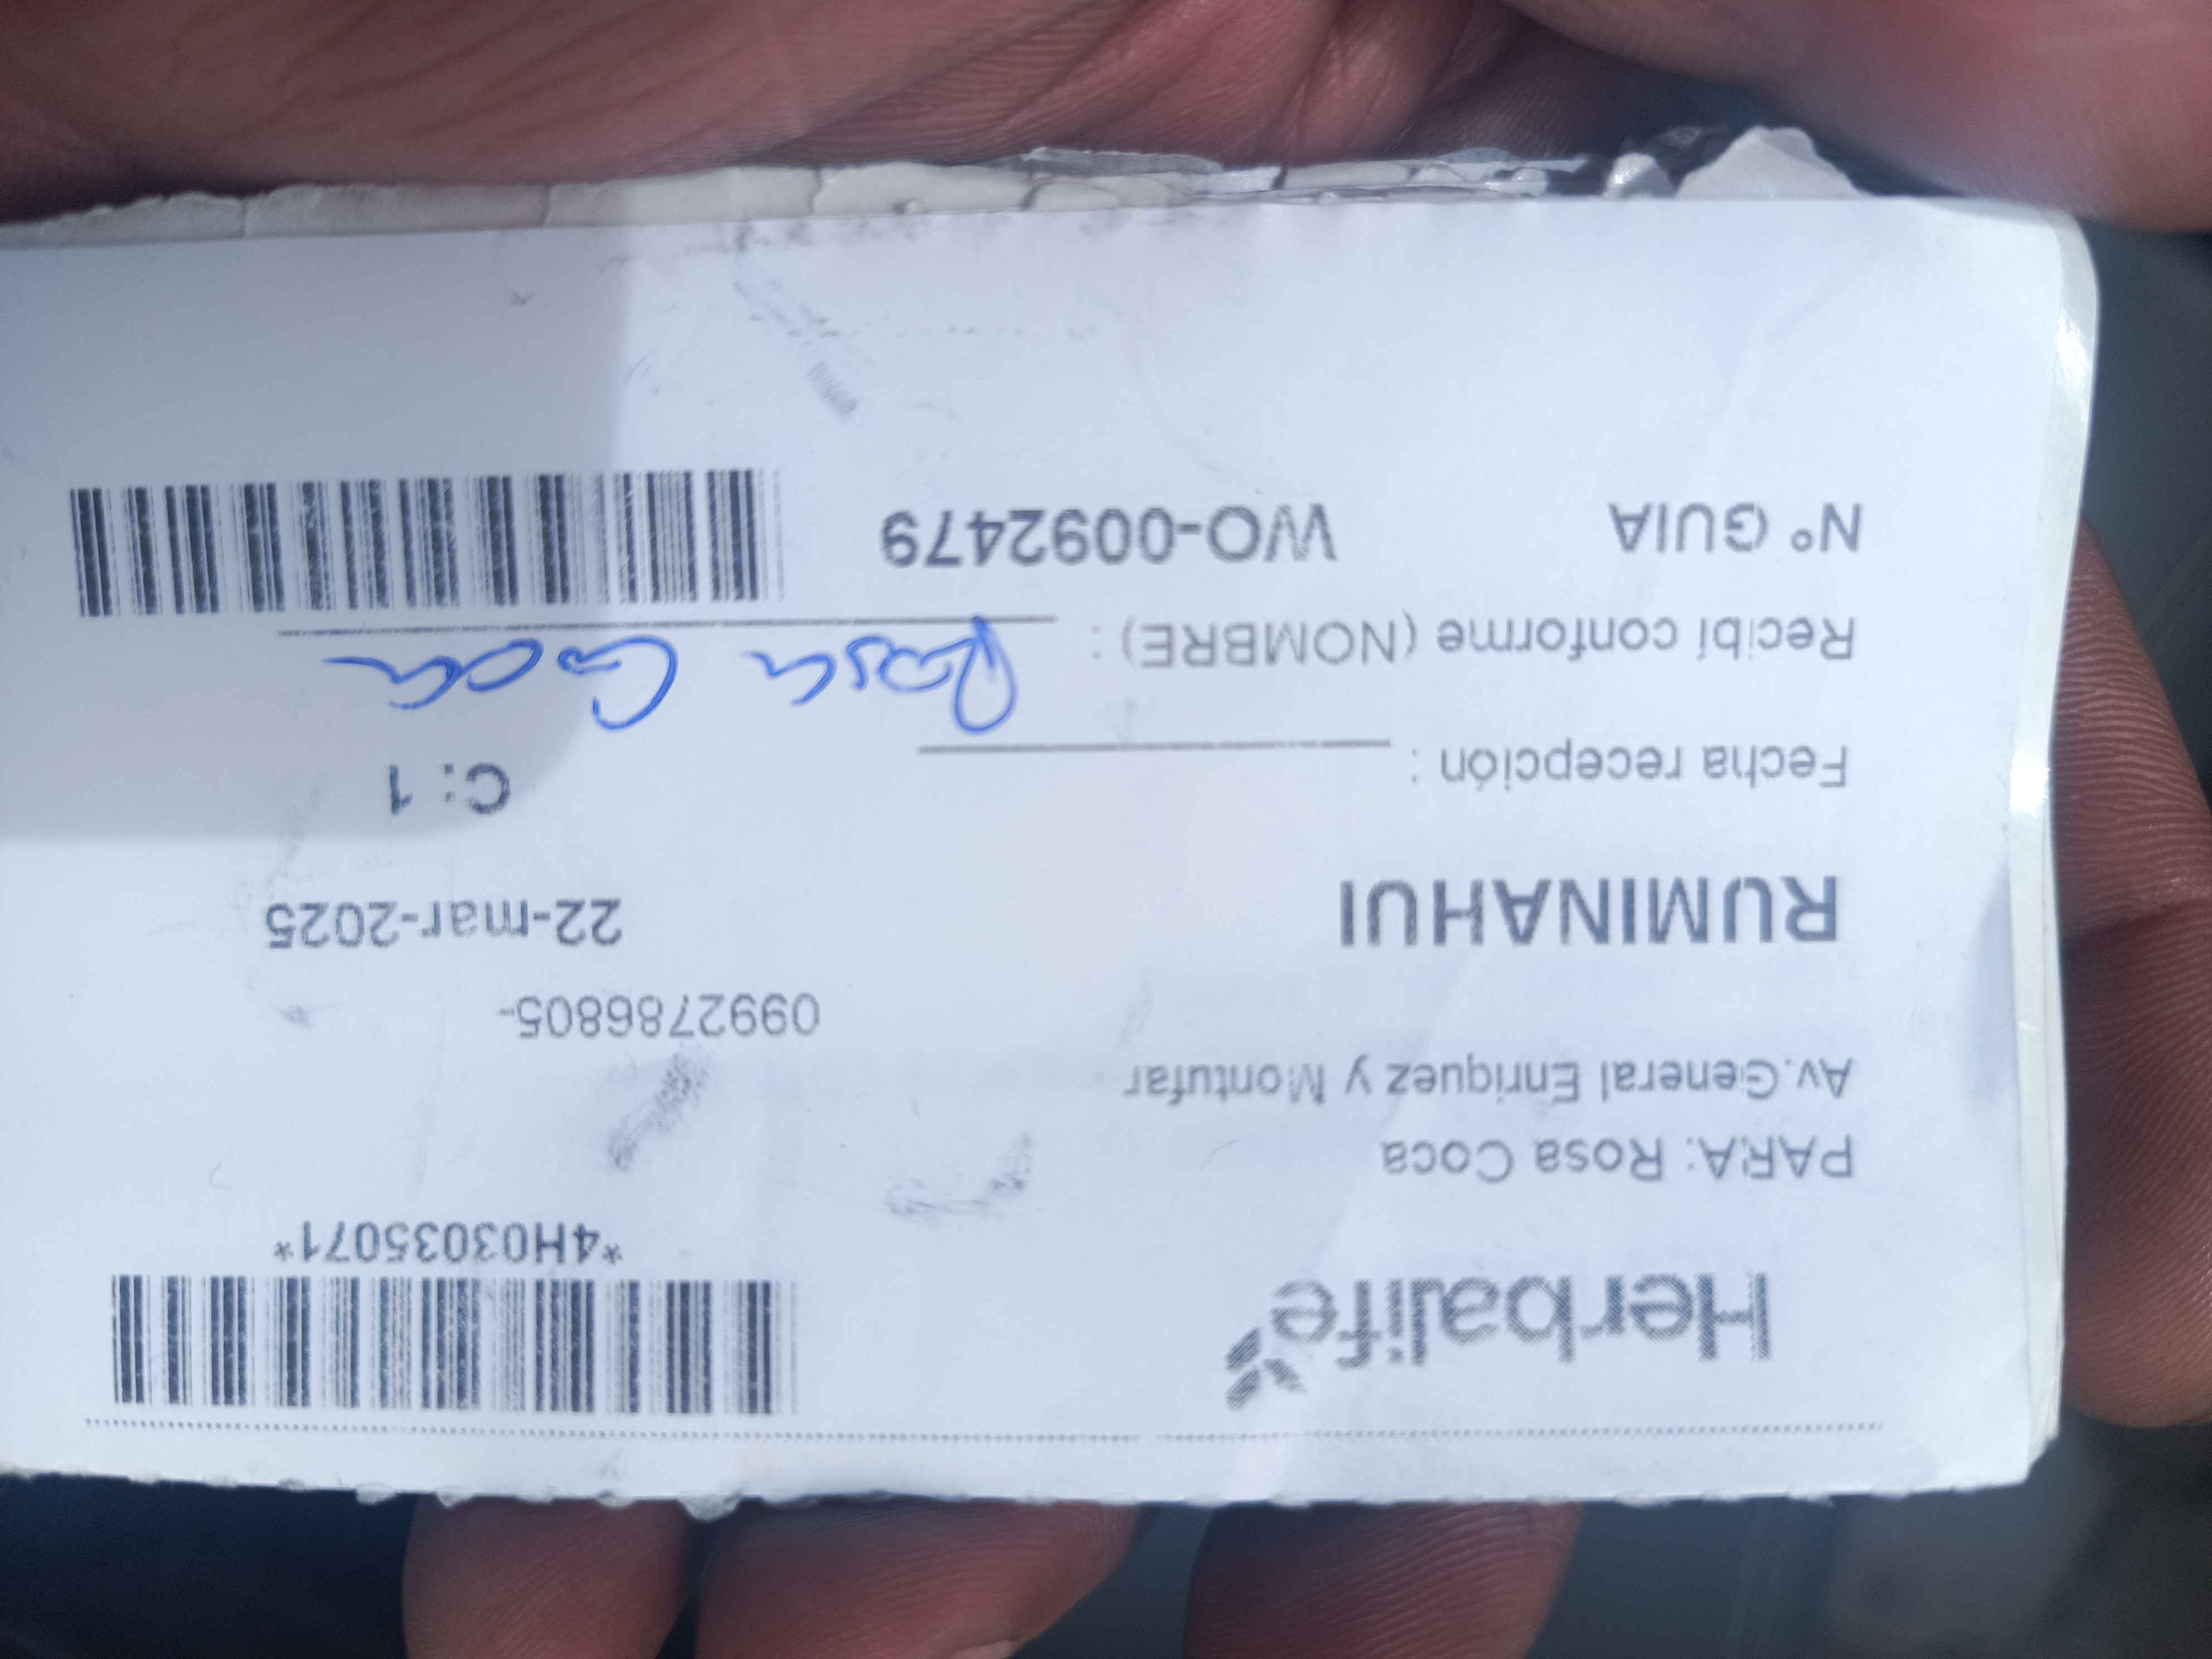 Herbalife
*4H03035071*
PARA: Rosa Coca
Av.General Enriquez y Montufar
0992786805-
RUMINAHUI 22-mar-2025
Fecha recepción : C: 1
Recibí conforme (NOMBRE) : Rosa Coca
N° GUIA WO-0092479